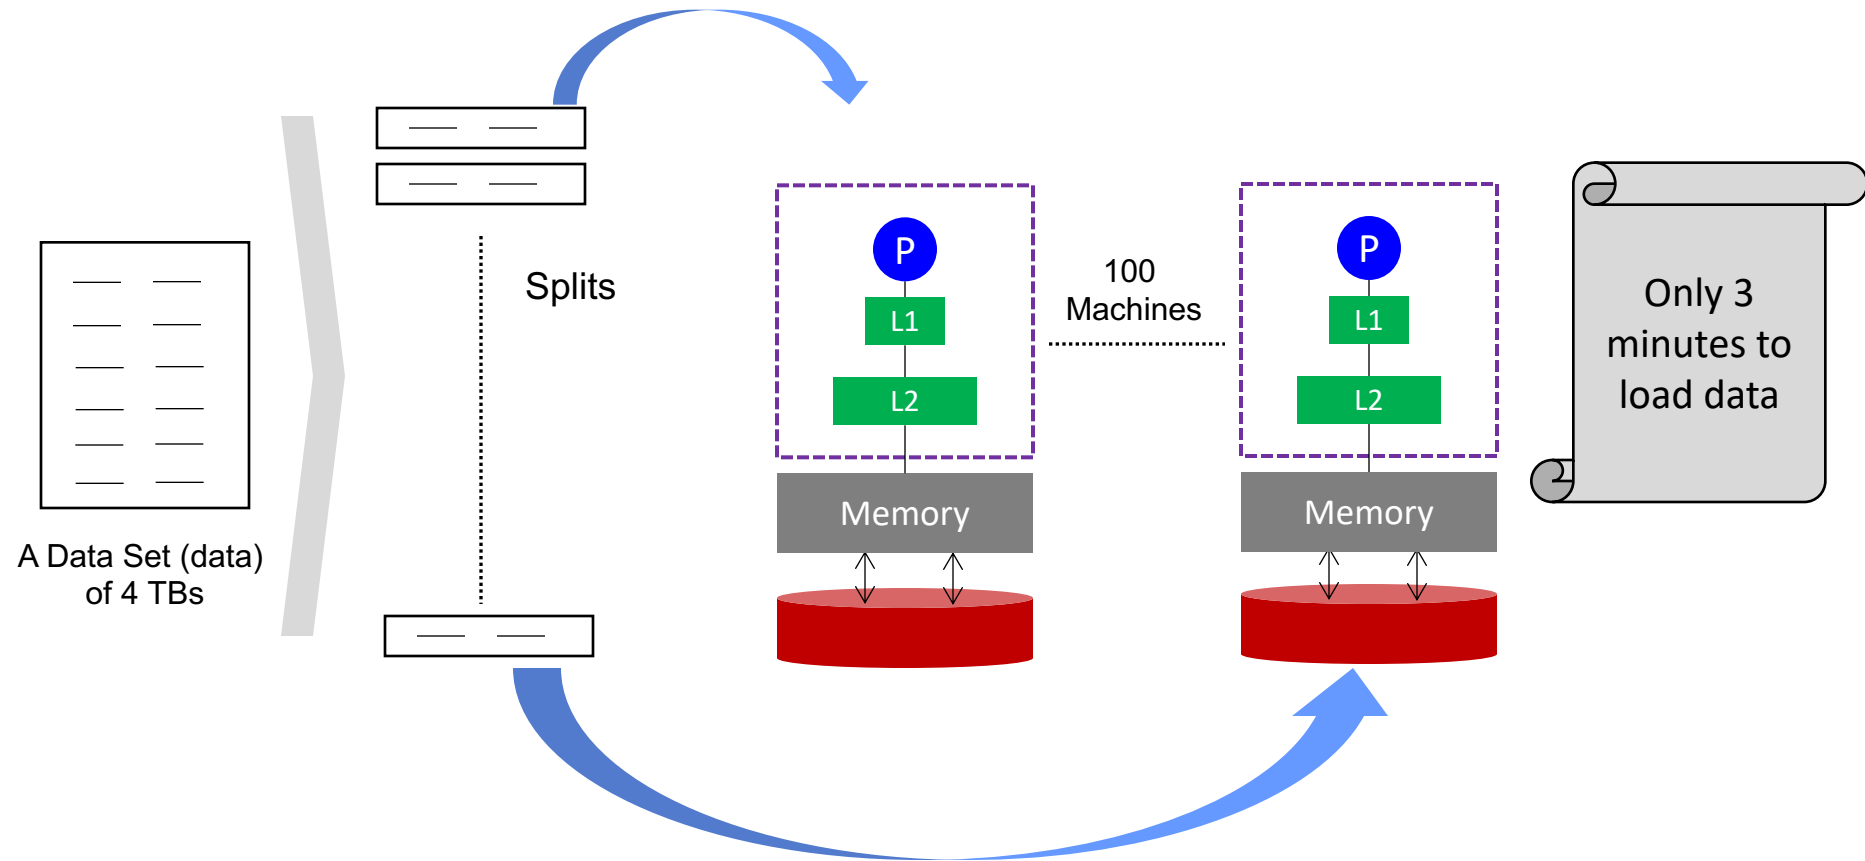 A Data Set (data)
of 4 TBs
Splits
P
L1
L2
Memory
100
Machines
P
L1
L2
Memory
Only 3
minutes to
load data